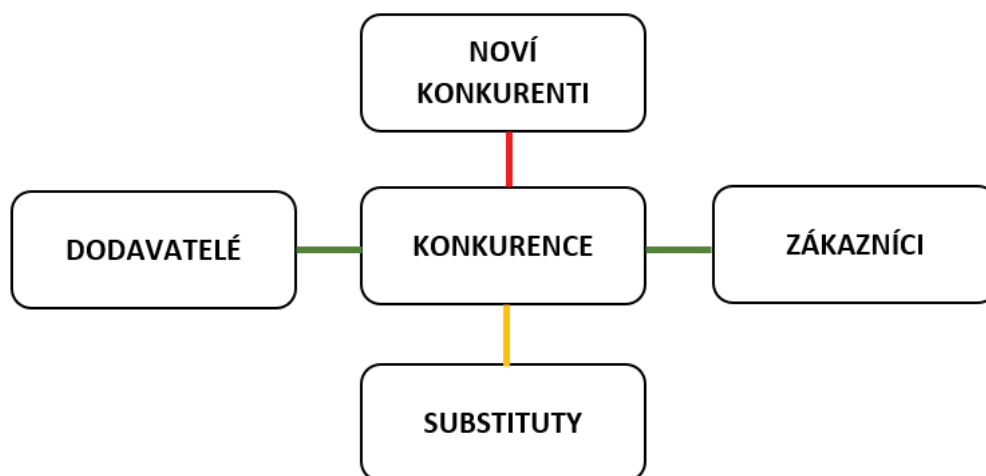 NOVÍ
KONKURENTI
DODAVATELÉ
KONKURENCE
ZÁKAZNÍCI
SUBSTITUTY